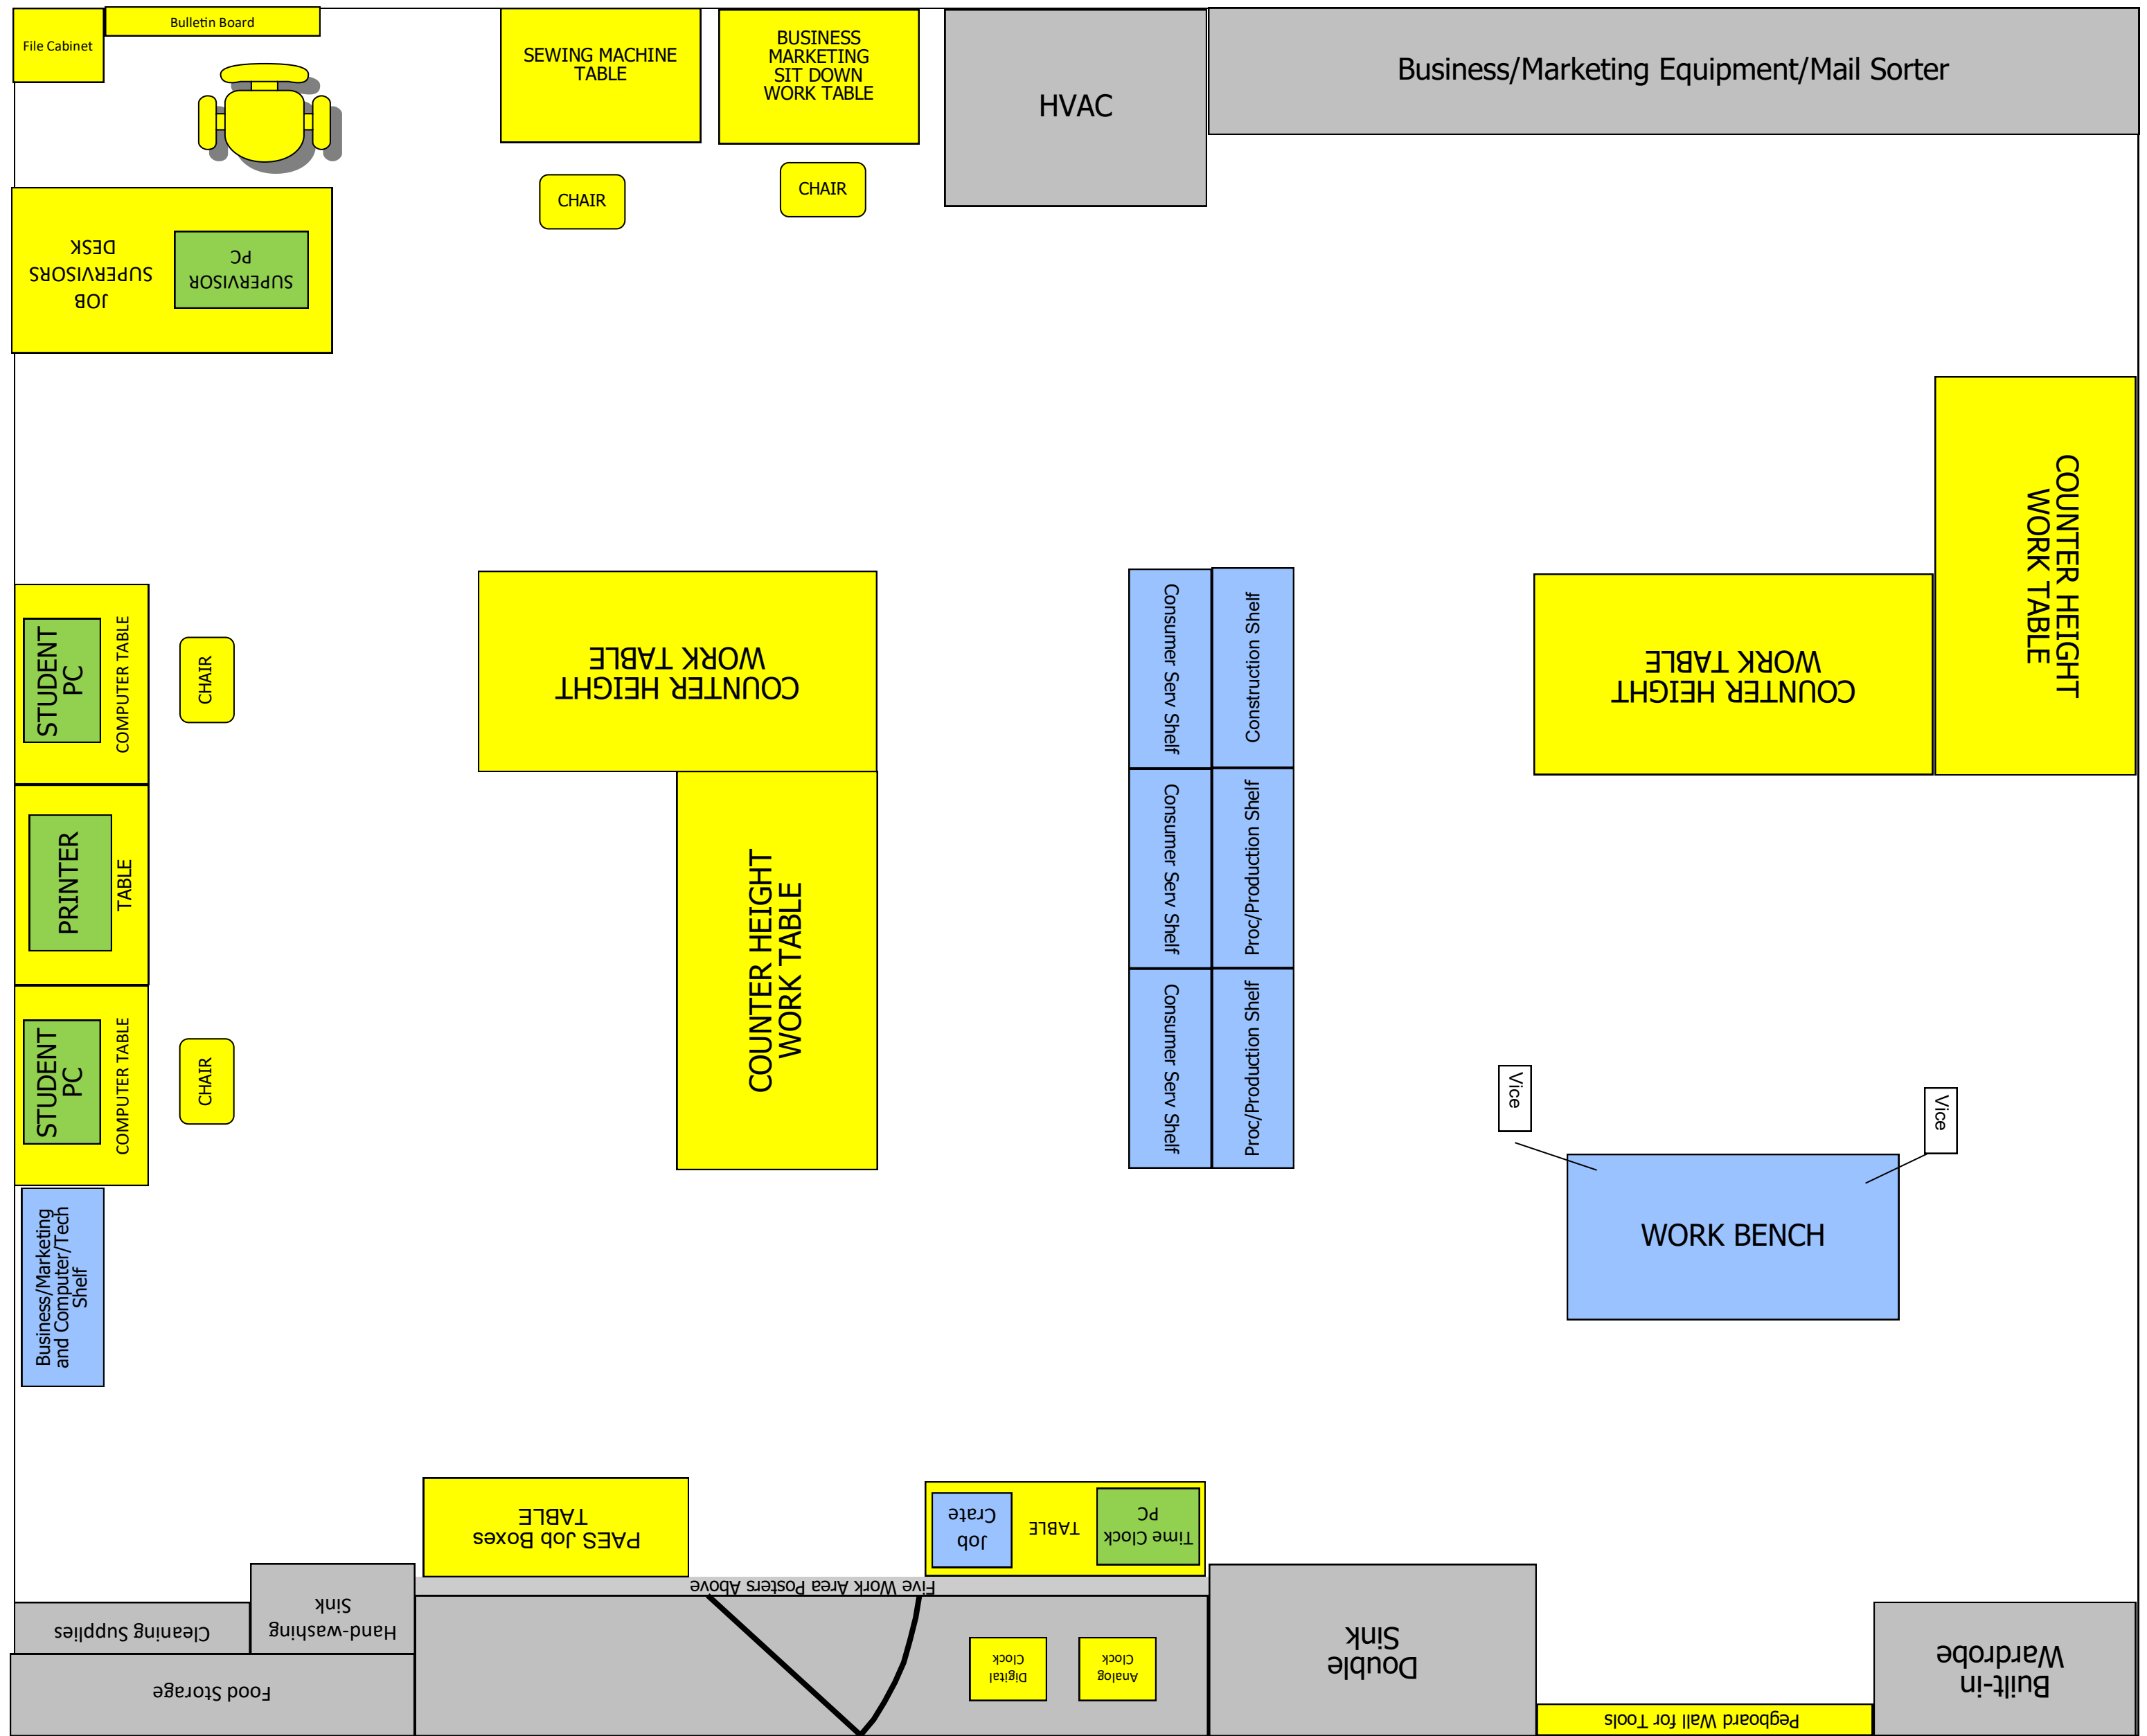 File Cabinet
Bulletin Board
SEWING MACHINE
TABLE
BUSINESS
MARKETING
SIT DOWN
WORK TABLE
HVAC
Business/Marketing Equipment/Mail Sorter
CHAIR
CHAIR
JOB
SUPERVISORS
DESK
SUPERVISOR
PC
COUNTER HEIGHT
WORK TABLE
STUDENT
PC
COMPUTER TABLE
CHAIR
COUNTER HEIGHT
WORK TABLE
Consumer Serv Shelf
Construction Shelf
COUNTER HEIGHT
WORK TABLE
PRINTER
TABLE
COUNTER HEIGHT
WORK TABLE
Consumer Serv Shelf
Proc/Production Shelf
STUDENT
PC
COMPUTER TABLE
CHAIR
Consumer Serv Shelf
Proc/Production Shelf
Vice
Vice
WORK BENCH
Business/Marketing
and Computer/Tech
Shelf
PAES Job Boxes
TABLE
Job
Crate
TABLE
Time Clock
PC
Five Work Area Posters Above
Hand-washing
Sink
Cleaning Supplies
Food Storage
Digital
Clock
Analog
Clock
Double
Sink
Pegboard Wall for Tools
Built-in
Wardrobe